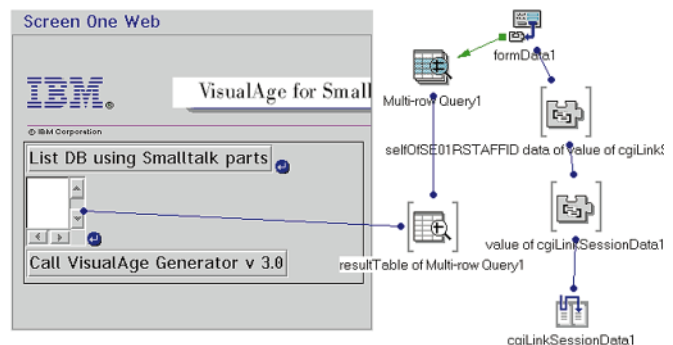 Screen One Web
IBM®
VisualAge for Small
© IBM Corporation
List DB using Smalltalk parts
Call VisualAge Generator v 3.0
formData1
Multi-row Query1
selfOfSE01RSTAFFID data of value of cgiLinkS
value of cgiLinkSessionData1
resultTable of Multi-row Query1
cgiLinkSessionData1